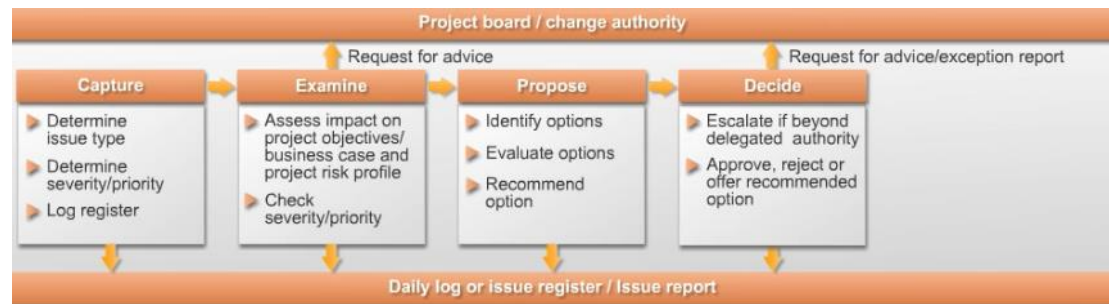 Project board / change authority
Request for advice
Request for advice/exception report
Capture
Determine
issue type
Determine
severity/priority
Log register
Examine
Assess impact on
project objectives/
business case and
project risk profile
Check
severity/priority
Propose
Identify options
Evaluate options
Recommend
option
Decide
Escalate if beyond
delegated authority
Approve, reject or
offer recommended
option
Daily log or issue register / Issue report